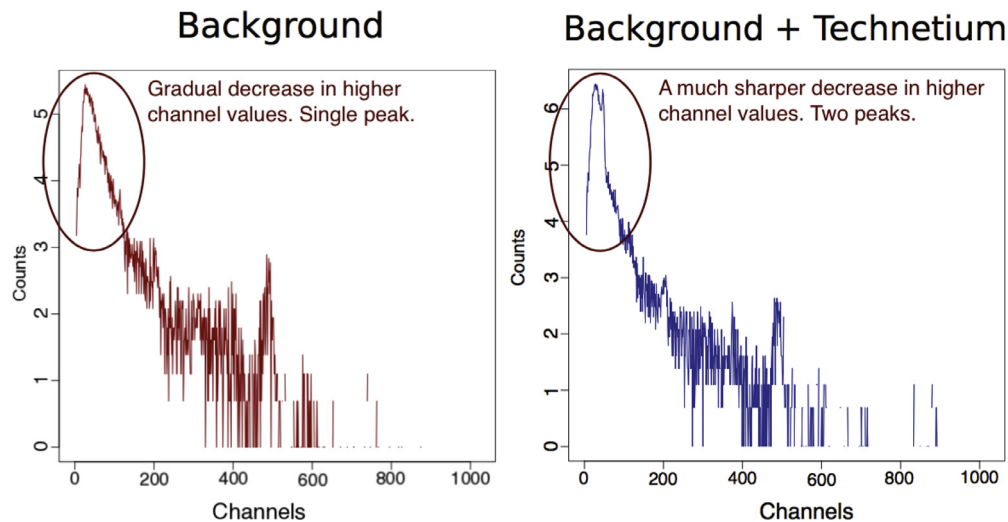 Background
Gradual decrease in higher
channel values. Single peak.
Counts
5
4
3
2
1
0
0
200
400
600
800
1000
Channels
Background + Technetium
A much sharper decrease in higher
channel values. Two peaks.
Counts
6
5
4
3
2
1
0
0
200
400
600
800
1000
Channels